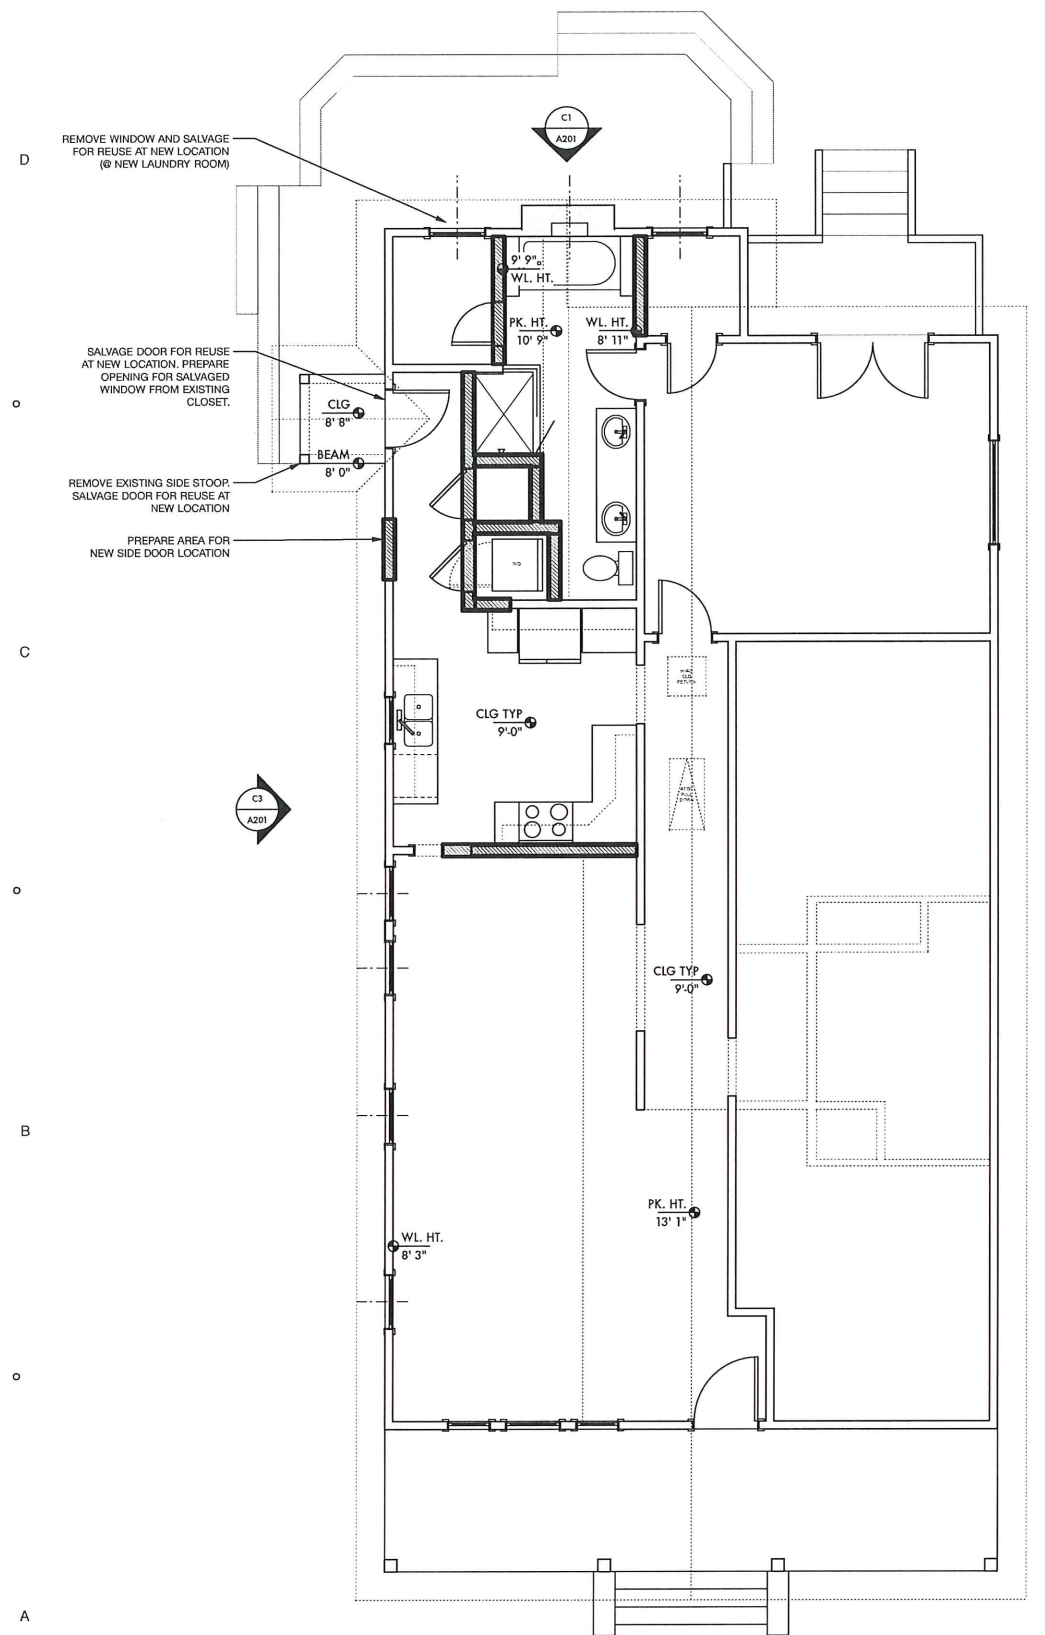 C1
A201
D
REMOVE WINDOW AND SALVAGE
FOR REUSE AT NEW LOCATION
(@ NEW LAUNDRY ROOM)
9' 9"
WL. HT.
PK. HT.
10' 9"
WL. HT.
8' 11"
SALVAGE DOOR FOR REUSE
AT NEW LOCATION. PREPARE
OPENING FOR SALVAGED
WINDOW FROM EXISTING
CLOSET.
CLG
8' 8"
BEAM
8' 0"
REMOVE EXISTING SIDE STOOP.
SALVAGE DOOR FOR REUSE AT
NEW LOCATION
PREPARE AREA FOR
NEW SIDE DOOR LOCATION
C
RETURN
CLG TYP
9'-0"
C3
A201
CLG TYP
9'-0"
B
PK. HT.
13' 1"
WL. HT.
8' 3"
A